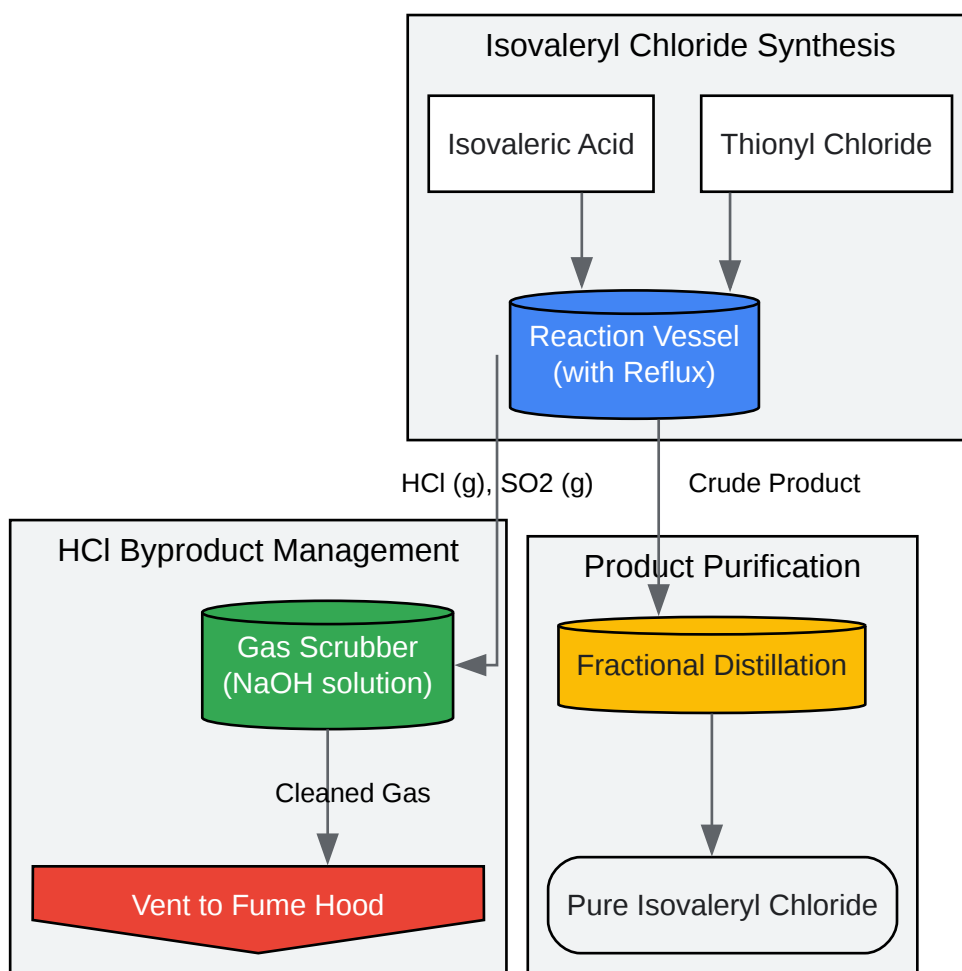 Isovaleryl Chloride Synthesis
Isovaleric Acid
Thionyl Chloride
Reaction Vessel
(with Reflux)
HCl (g), SO2 (g)
Crude Product
HCl Byproduct Management
Product Purification
Gas Scrubber
(NaOH solution)
Fractional Distillation
Cleaned Gas
Vent to Fume Hood
Pure Isovaleryl Chloride